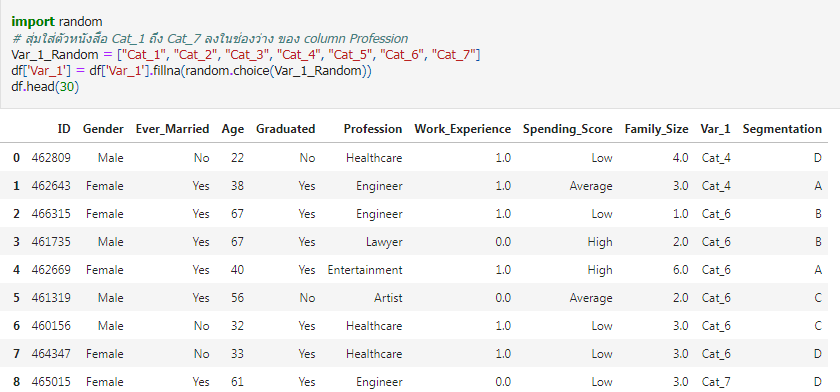 import random
# สุ่มใส่ตัวหนังสือ Cat_1 ถึง Cat_7 ลงในช่องว่าง ของ column Profession
Var_1_Random = ["Cat_1", "Cat_2", "Cat_3", "Cat_4", "Cat_5", "Cat_6", "Cat_7"]
df['Var_1'] = df['Var_1'].fillna(random.choice(Var_1_Random))
df.head(30)
ID Gender Ever_Married Age Graduated Profession Work_Experience Spending_Score Family_Size Var_1 Segmentation
0 462809 Male No 22 No Healthcare 1.0 Low 4.0 Cat_4 D
1 462643 Female Yes 38 Yes Engineer 1.0 Average 3.0 Cat_4 A
2 466315 Female Yes 67 Yes Engineer 1.0 Low 1.0 Cat_6 B
3 461735 Male Yes 67 Yes Lawyer 0.0 High 2.0 Cat_6 B
4 462669 Female Yes 40 Yes Entertainment 1.0 High 6.0 Cat_6 A
5 461319 Male Yes 56 No Artist 0.0 Average 2.0 Cat_6 C
6 460156 Male No 32 Yes Healthcare 1.0 Low 3.0 Cat_6 C
7 464347 Female No 33 Yes Healthcare 1.0 Low 3.0 Cat_6 D
8 465015 Female Yes 61 Yes Engineer 0.0 Low 3.0 Cat_7 D